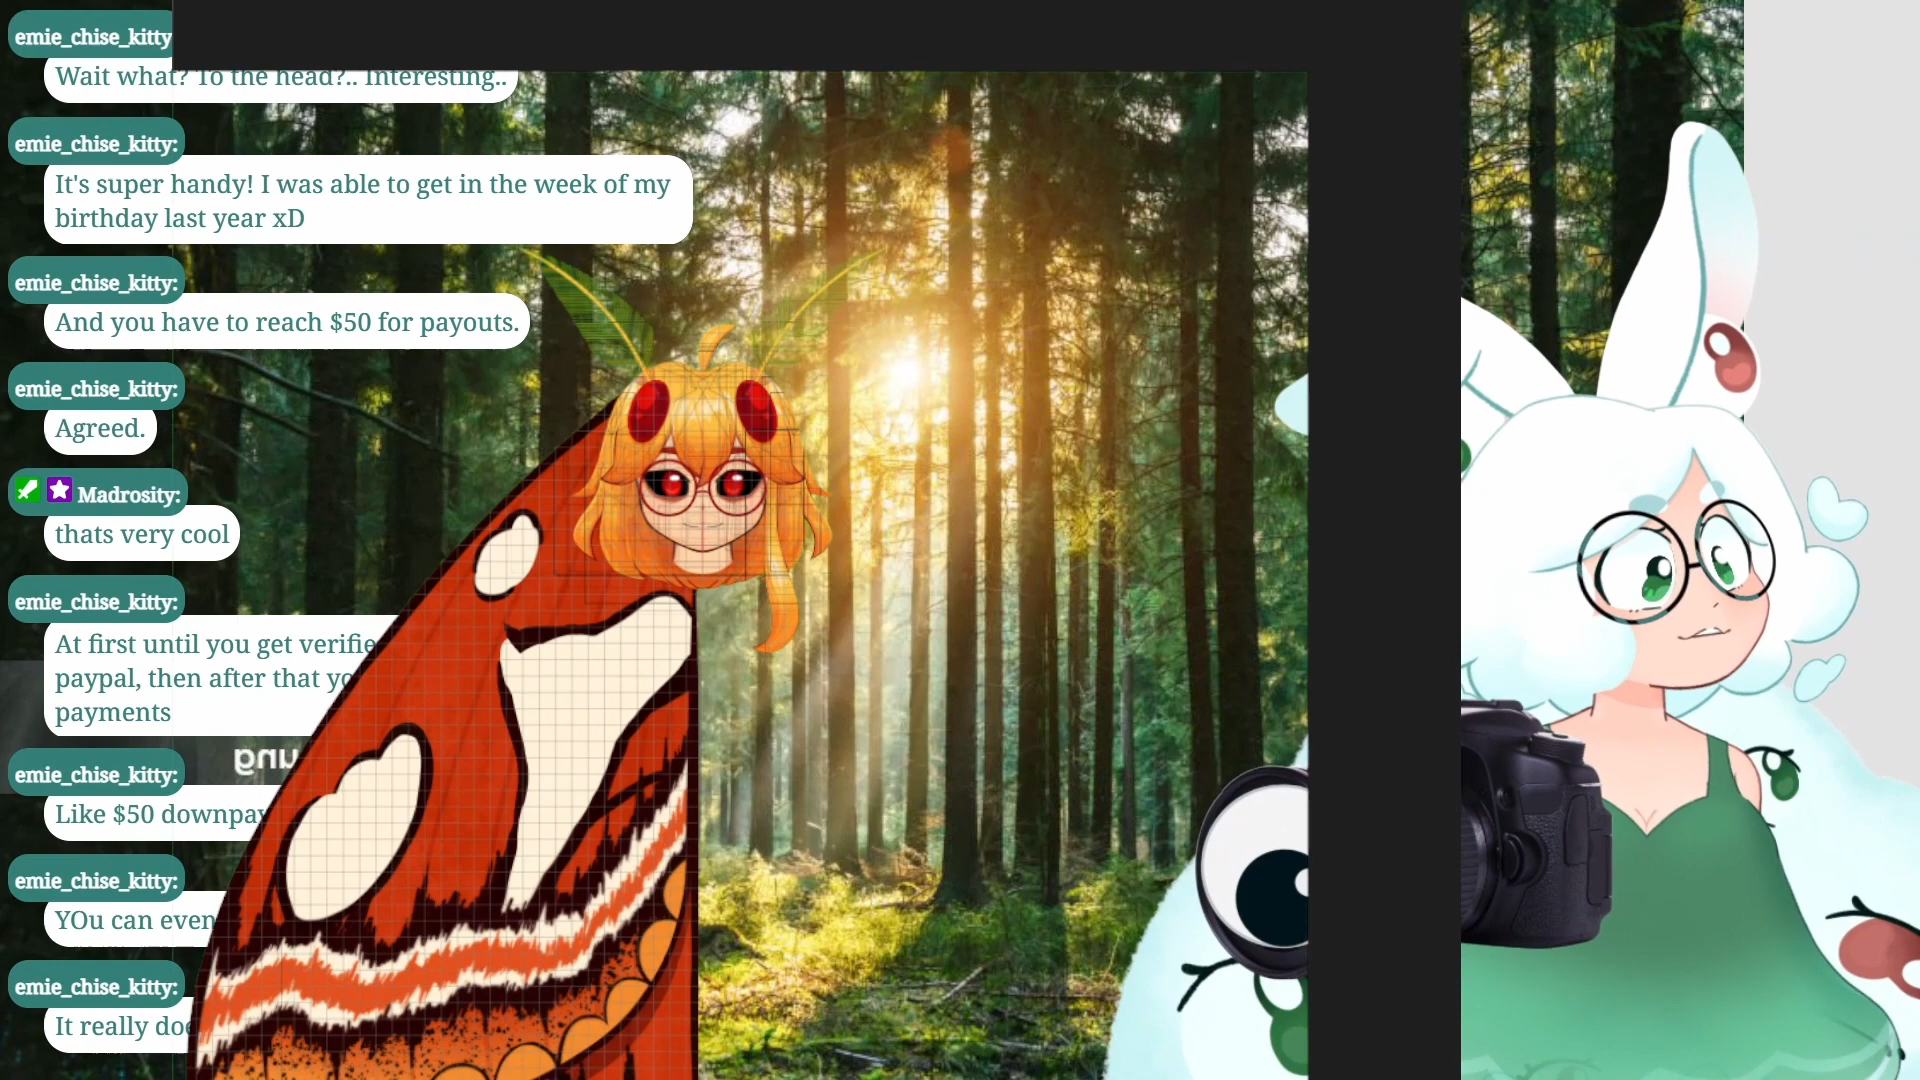 emie_chise_kitty
Wait what? To the head?.. Interesting..
emie_chise_kitty:
It's super handy! I was able to get in the week of my
birthday last year xD
emie_chise_kitty:
And you have to reach $50 for payouts.
emie_chise_kitty:
Agreed.
Madrosity:
thats very cool
emie_chise_kitty:
At first until you get verifie
paypal, then after that yo
payments
emie_chise_kitty:
Like $50 downpay
emie_chise_kitty:
YOu can even
emie_chise_kitty:
It really doe